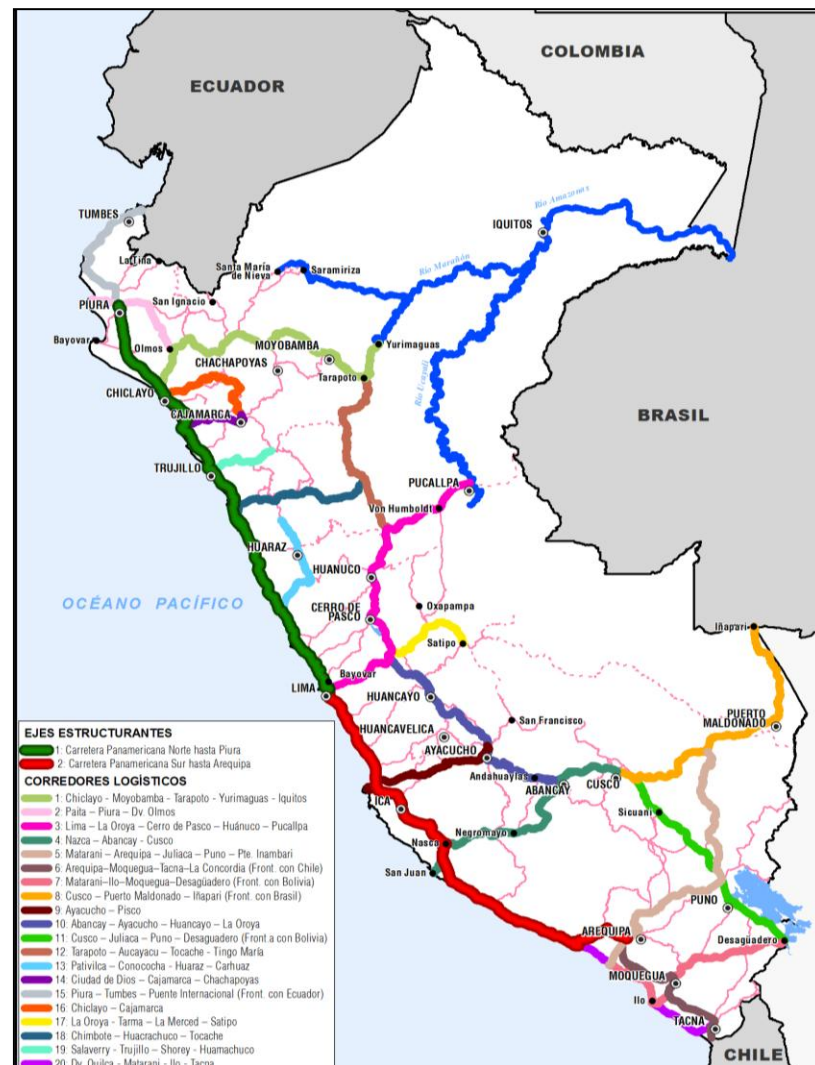 COLOMBIA
ECUADOR
TUMBES
La Tina
Río Amazonas
IQUITOS
Río Marañón
Santa María
de Nieva
Saramiriza
San Ignacio
PIURA
Bayovar
Olmos
MOYOBAMBA
Yurimaguas
CHACHAPOYAS
Tarapoto
Río Ucayali
CHICLAYO
CAJAMARCA
BRASIL
TRUJILLO
PUCALLPA
Von Humboldt
HUARAZ
HUANUCO
OCÉANO PACÍFICO
CERRO DE
PASCO
Oxapampa
Satipo
Iñapari
Bayovar
LIMA
HUANCAYO
PUERTO
MALDONADO
HUANCAVELICA
San Francisco
AYACUCHO
Andahuaylas
ABANCAY
CUSCO
ICA
Sicuani
Negromayo
Nasca
San Juan
PUNO
AREQUIPA
Desagüadero
MOQUEGUA
Ilo
TACNA
CHILE
EJES ESTRUCTURANTES
1: Carretera Panamericana Norte hasta Piura
2: Carretera Panamericana Sur hasta Arequipa
CORREDORES LOGÍSTICOS
1: Chiclayo - Moyobamba - Tarapoto - Yurimaguas - Iquitos
2: Paita – Piura – Dv. Olmos
3: Lima – La Oroya – Cerro de Pasco – Huánuco – Pucallpa
4: Nazca – Abancay - Cusco
5: Matarani – Arequipa – Juliaca – Puno – Pte. Inambari
6: Arequipa–Moquegua–Tacna–La Concordia (Front. con Chile)
7: Matarani–Ilo–Moquegua–Desagüadero (Front. con Bolivia)
8: Cusco – Puerto Maldonado – Iñapari (Front. con Brasil)
9: Ayacucho – Pisco
10: Abancay – Ayacucho – Huancayo – La Oroya
11: Cusco – Juliaca – Puno – Desaguadero (Front.a con Bolivia)
12: Tarapoto – Aucayacu – Tocache - Tingo María
13: Pativilca – Conococha - Huaraz – Carhuaz
14: Ciudad de Dios – Cajamarca – Chachapoyas
15: Piura – Tumbes – Puente Internacional (Front. con Ecuador)
16: Chiclayo – Cajamarca
17: La Oroya - Tarma – La Merced – Satipo
18: Chimbote – Huacrachuco – Tocache
19: Salaverry - Trujillo – Shorey - Huamachuco
20: Dv. Quilca - Matarani - Ilo - Tacna